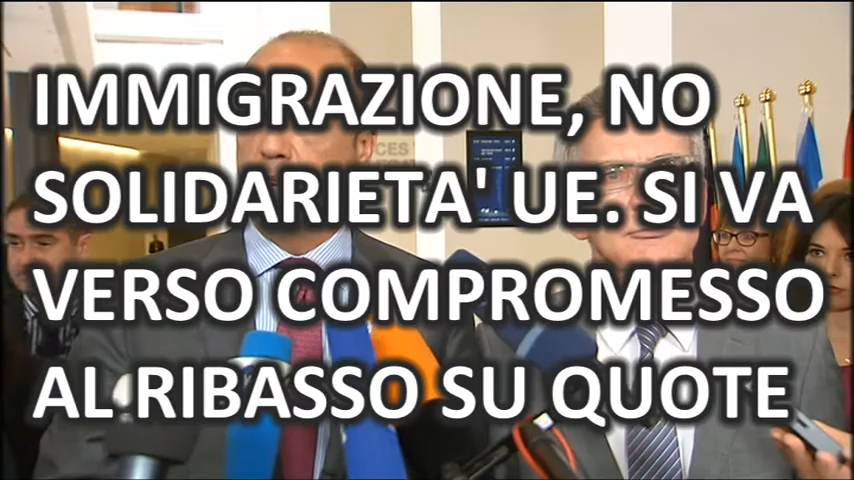 IMMIGRAZIONE, NO
SOLIDARIETA' UE. SI VA
VERSO COMPROMESSO
AL RIBASSO SU QUOTE